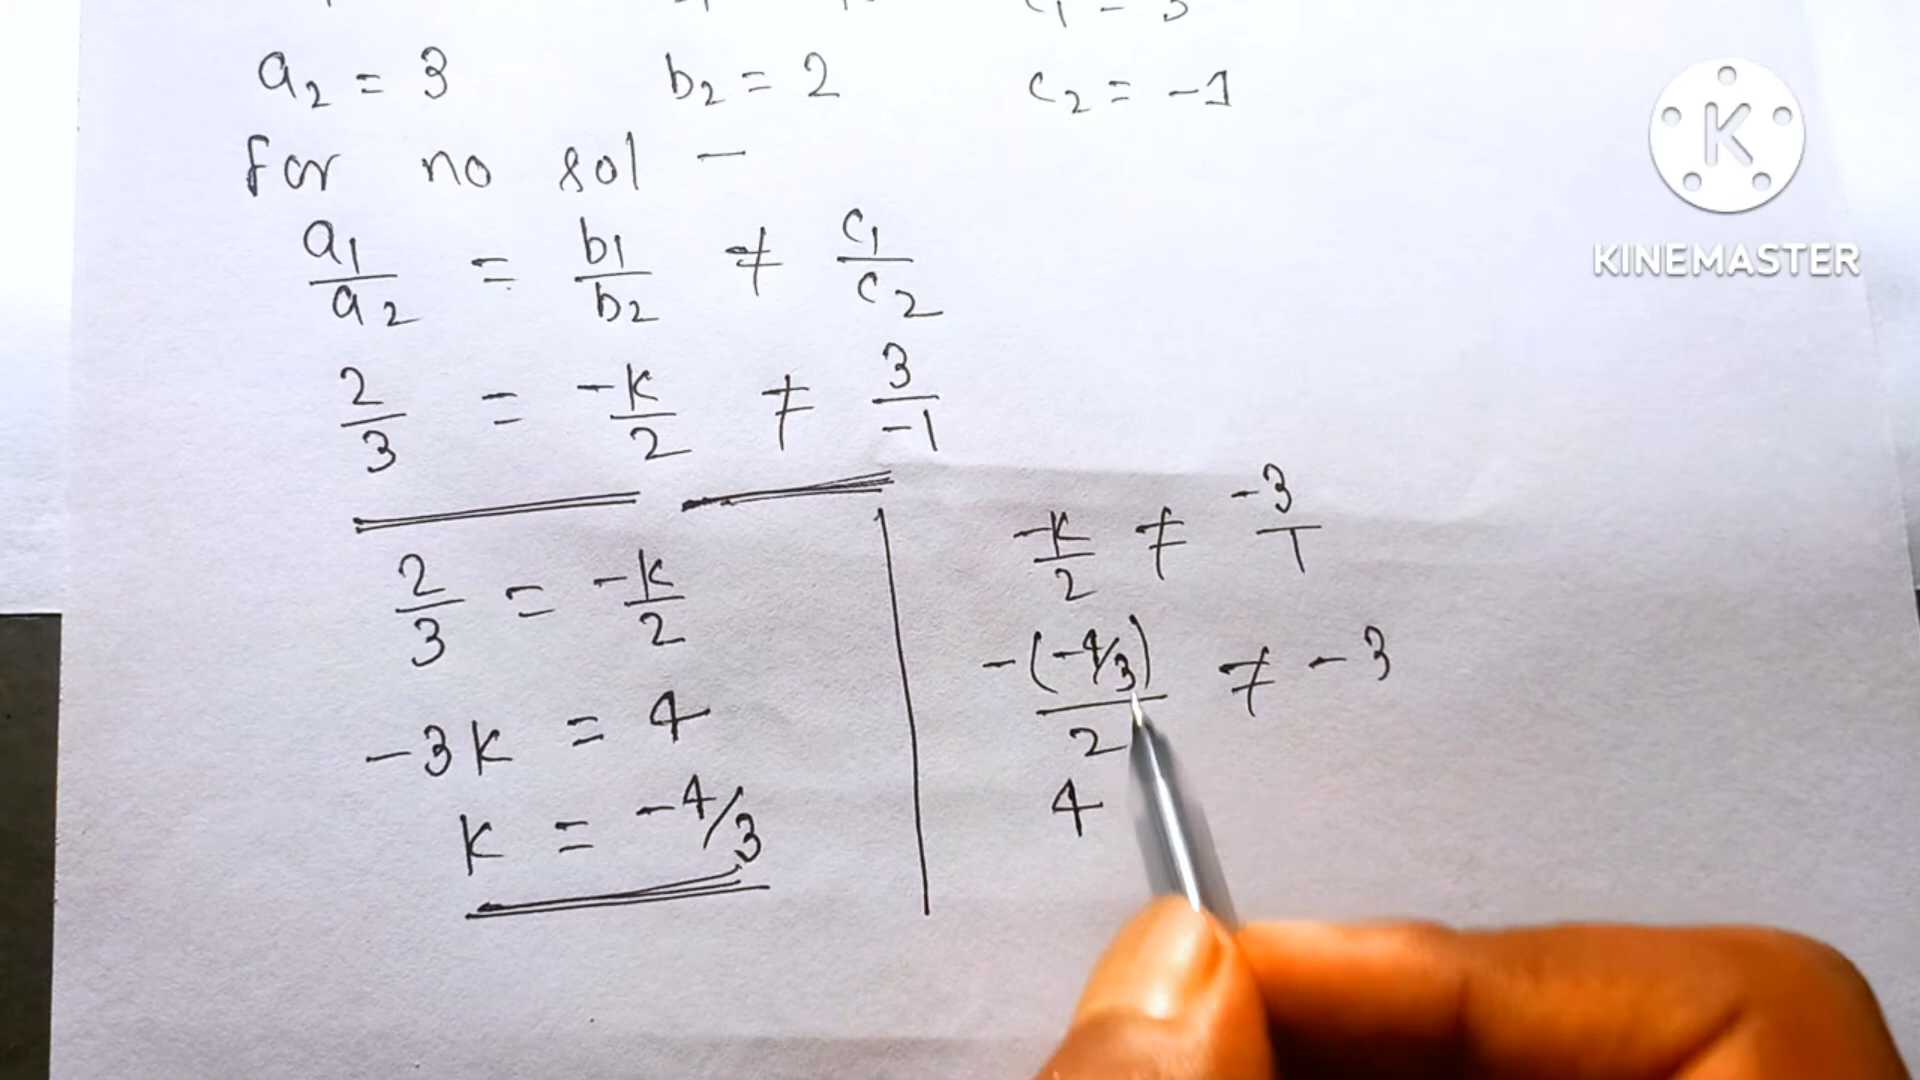 a₂ = 3 b₂ = 2 c₂ = -1
For no sol -
a₁/a₂ = b₁/b₂ ≠ c₁/c₂
2/3 = -k/2 ≠ 3/-1
2/3 = -k/2
-3k = 4
k = -4/3
-k/2 ≠ -3/1
-(-4/3)/2 ≠ -3
4
K
KINEMASTER